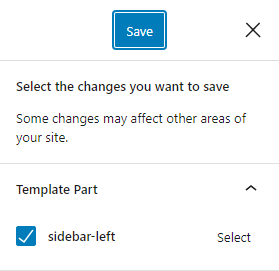 Save
Select the changes you want to save
Some changes may affect other areas of
your site.
Template Part
sidebar-left Select